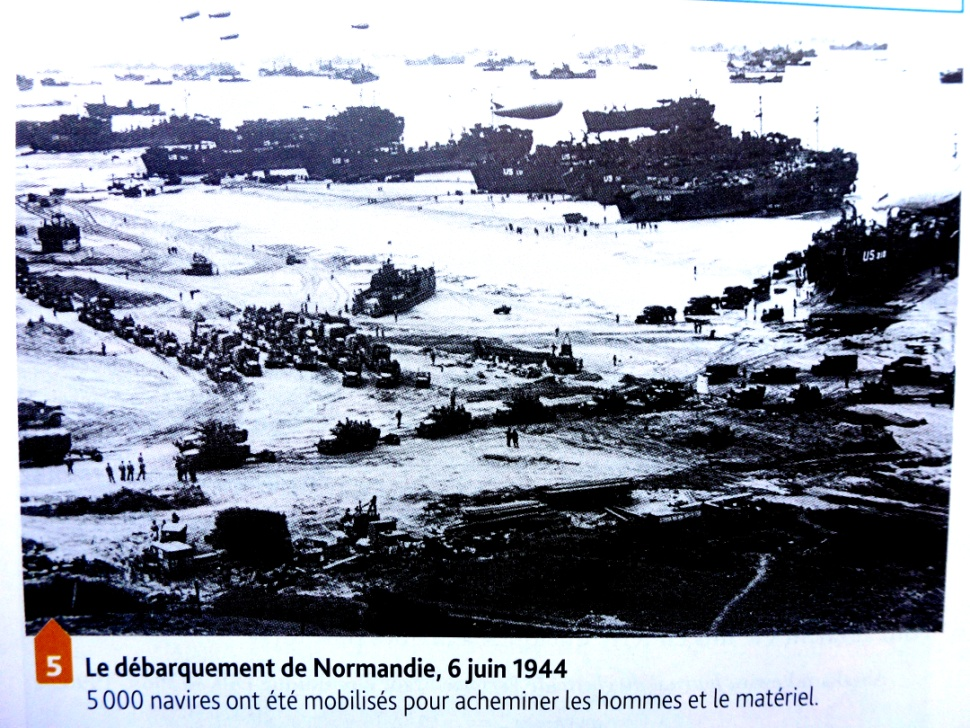 5
Le débarquement de Normandie, 6 juin 1944
5 000 navires ont été mobilisés pour acheminer les hommes et le matériel.